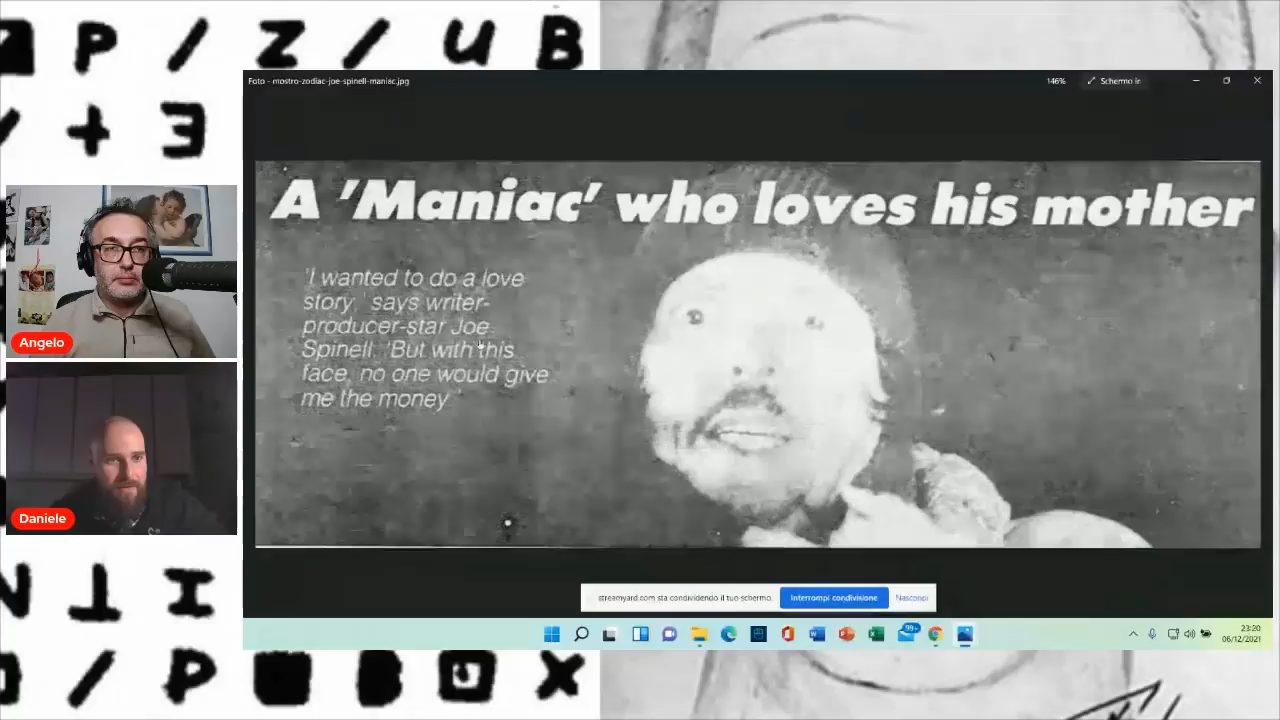 P / Z / U B
+
Foto - mostro-zodiac-joe-spinell-maniac.jpg
146%
Schermo in
A 'Maniac' who loves his mother
'I wanted to do a love
story,' says writer-
producer-star Joe
Spinell. 'But with this
face, no one would give
me the money
Angelo
Daniele
streamyard.com sta condividendo il tuo schermo.
Interrompi condivisione
Nascondi
99+
23:20
06/12/2021